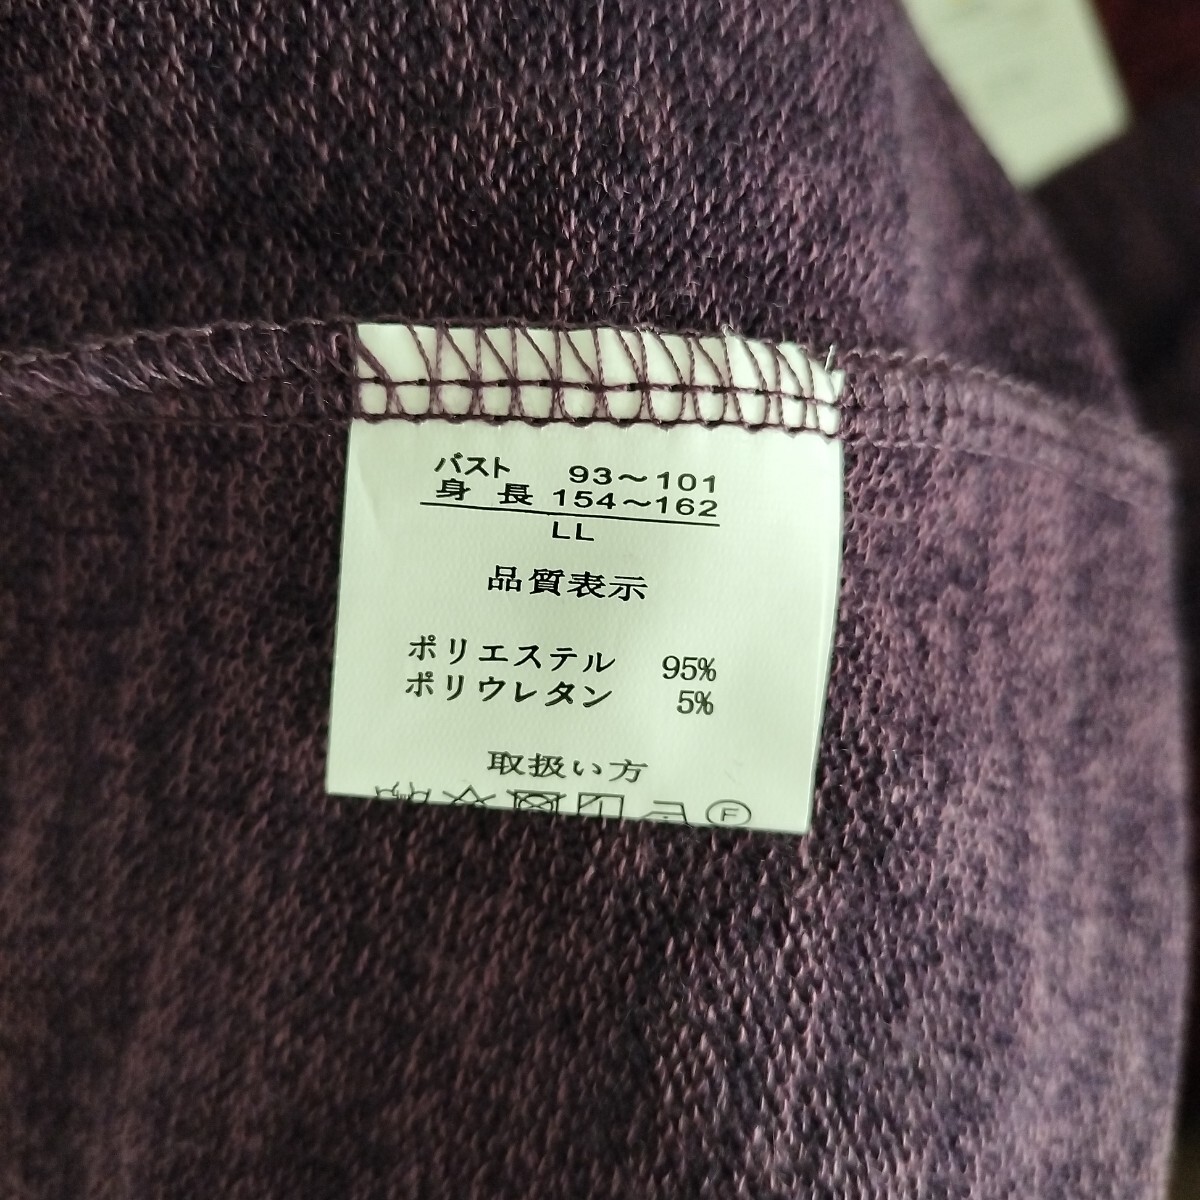 バスト 93～101
身長 154～162
LL
品質表示
ポリエステル 95%
ポリウレタン 5%
取扱い方
F